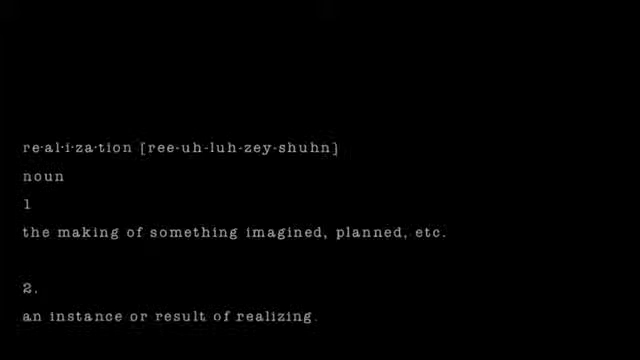 re·al·i·za·tion [ree-uh-luh-zey-shuhn]
noun
1
the making of something imagined, planned, etc.
2.
an instance or result of realizing.